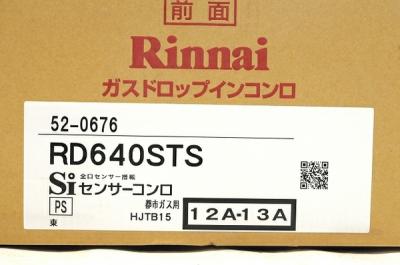 前面
Rinnai
ガスドロップインコンロ
52-0676
RD640STS
全口センサー搭載
Siセンサーコンロ
PS
都市ガス用
東
HJTB15
12A-13A